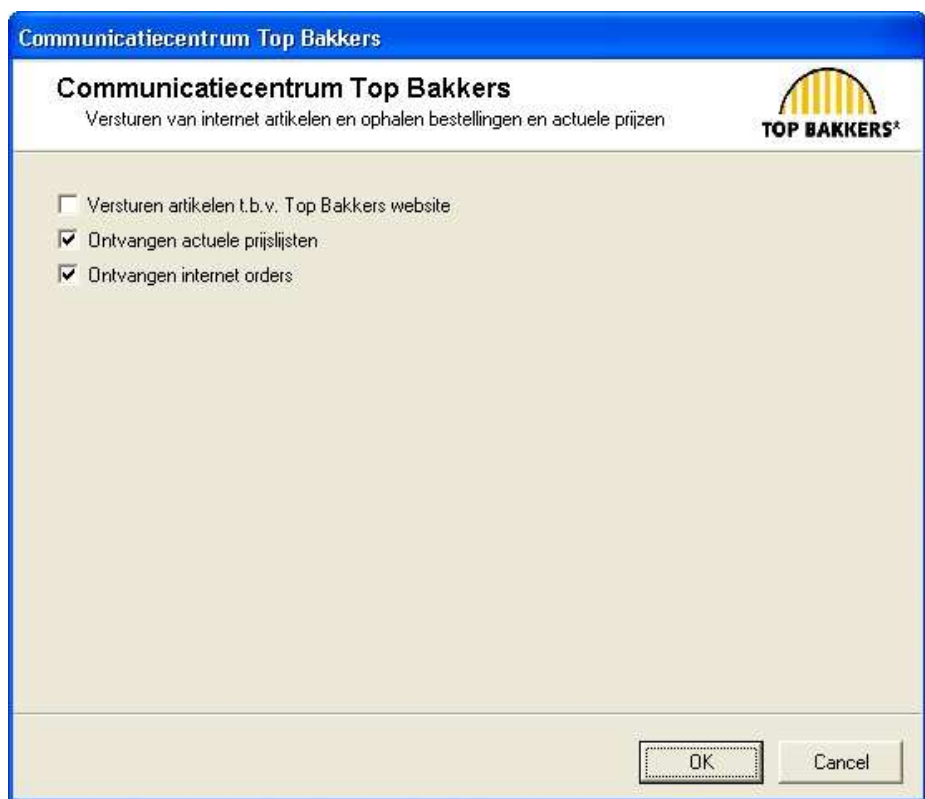 Communicatiecentrum Top Bakkers
Communicatiecentrum Top Bakkers
Versturen van internet artikelen en ophalen bestellingen en actuele prijzen
TOP BAKKERS
Versturen artikelen t.b.v. Top Bakkers website
Ontvangen actuele prijslijsten
Ontvangen internet orders
OK
Cancel